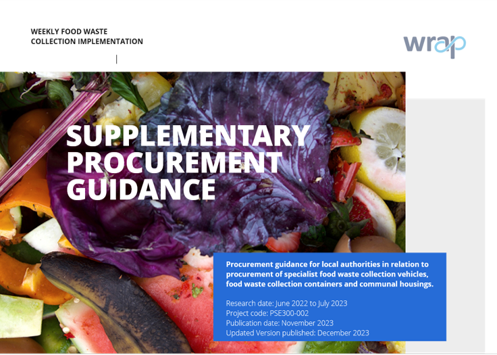 WEEKLY FOOD WASTE
COLLECTION IMPLEMENTATION
wrap
SUPPLEMENTARY
PROCUREMENT
GUIDANCE
Procurement guidance for local authorities in relation to
procurement of specialist food waste collection vehicles,
food waste collection containers and communal housings.
Research date: June 2022 to July 2023
Project code: PSE300-002
Publication date: November 2023
Updated Version published: December 2023